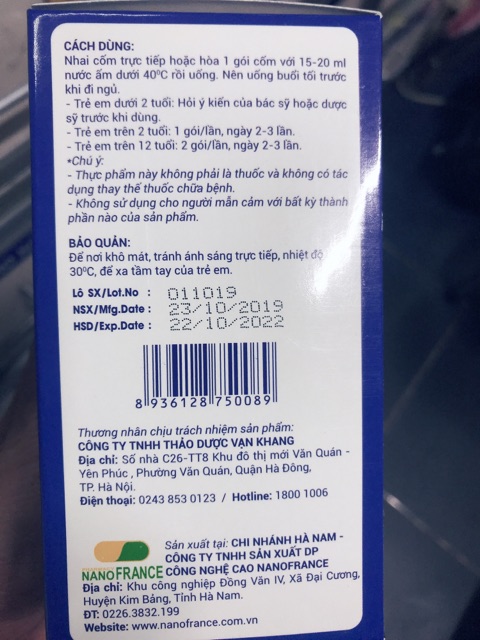 CÁCH DÙNG:
Nhai cốm trực tiếp hoặc hòa 1 gói cốm với 15-20 ml
nước ấm dưới 40⁰C rồi uống. Nên uống buổi tối trước
khi đi ngủ.
- Trẻ em dưới 2 tuổi: Hỏi ý kiến của bác sỹ hoặc dược
sỹ trước khi dùng.
- Trẻ em trên 2 tuổi: 1 gói/lần, ngày 2-3 lần.
- Trẻ em trên 12 tuổi: 2 gói/lần, ngày 2-3 lần.
*Chú ý:
- Thực phẩm này không phải là thuốc và không có tác
dụng thay thế thuốc chữa bệnh.
- Không sử dụng cho người mẫn cảm với bất kỳ thành
phần nào của sản phẩm.
BẢO QUẢN:
Để nơi khô mát, tránh ánh sáng trực tiếp, nhiệt độ
30⁰C, để xa tầm tay của trẻ em.
Lô SX/Lot.No : 011019
NSX/Mfg.Date : 23/10/2019
HSD/Exp.Date : 22/10/2022
8 936128 750089
Thương nhân chịu trách nhiệm sản phẩm:
CÔNG TY TNHH THẢO DƯỢC VẠN KHANG
Địa chỉ: Số nhà C26-TT8 Khu đô thị mới Văn Quán -
Yên Phúc , Phường Văn Quán, Quận Hà Đông,
TP. Hà Nội.
Điện thoại: 0243 853 0123 / Hotline: 1800 1006
Sản xuất tại: CHI NHÁNH HÀ NAM -
CÔNG TY TNHH SẢN XUẤT DP
NANOFRANCE CÔNG NGHỆ CAO NANOFRANCE
Địa chỉ: Khu công nghiệp Đồng Văn IV, Xã Đại Cương,
Huyện Kim Bảng, Tỉnh Hà Nam.
ĐT: 0226.3832.199
Website: www.nanofrance.com.vn